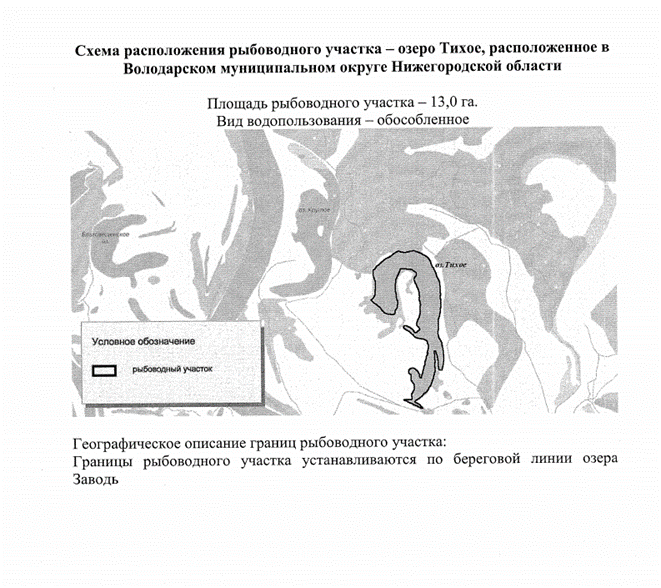 Схема расположения рыбоводного участка – озеро Тихое, расположенное в
Володарском муниципальном округе Нижегородской области
Площадь рыбоводного участка – 13,0 га.
Вид водопользования – обособленное
оз. Круглое
Благовещенское
оз.
оз.Тихое
Условное обозначение
рыбоводный участок
Географическое описание границ рыбоводного участка:
Границы рыбоводного участка устанавливаются по береговой линии озера
Заводь